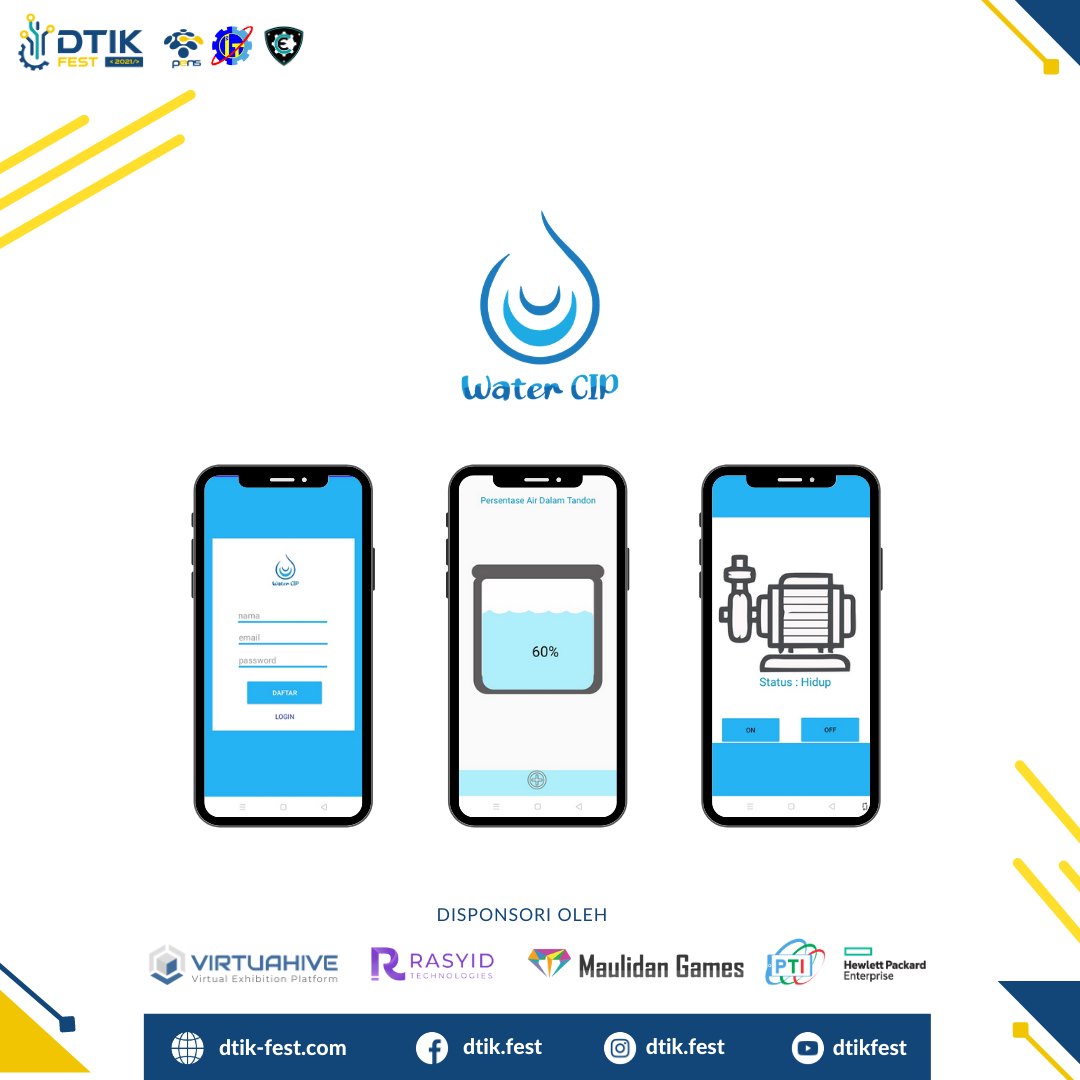 DTIK
FEST <2021/>
pens
Water CIP
Water CIP
nama
email
password
DAFTAR
LOGIN
Persentase Air Dalam Tandon
60%
Status : Hidup
ON
OFF
DISPONSORI OLEH
VIRTUAHIVE
Virtual Exhibition Platform
RASYID
TECHNOLOGIES
Maulidan Games
PTI
Hewlett Packard
Enterprise
dtik-fest.com
dtik.fest
dtik.fest
dtikfest